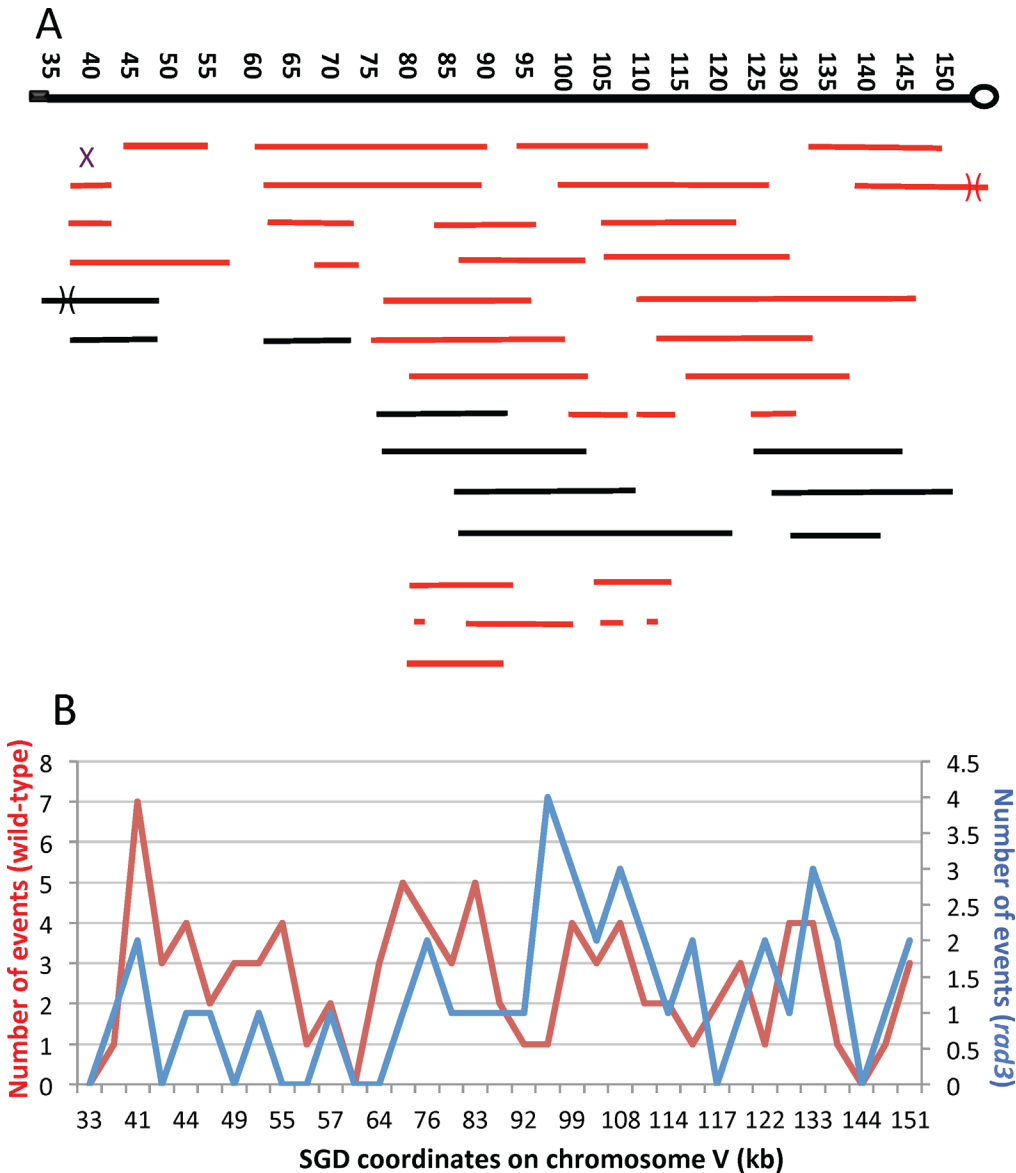 A
35 40 45 50 55 60 65 70 75 80 85 90 95 100 105 110 115 120 125 130 135 140 145 150
X
)(
)(
B
Number of events (wild-type)
8
7
6
5
4
3
2
1
0
4.5
4
3.5
3
2.5
2
1.5
1
0.5
0
Number of events (rad3)
33 41 44 49 55 57 64 76 83 92 99 108 114 117 122 133 144 151
SGD coordinates on chromosome V (kb)